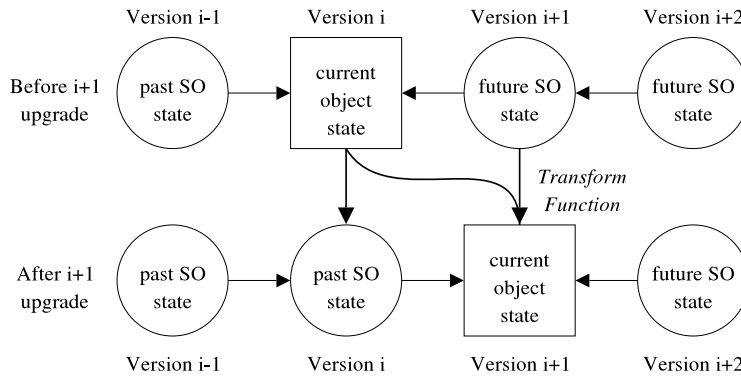 Version i-1
Version i
Version i+1
Version i+2
Before i+1
upgrade
past SO
state
current
object
state
future SO
state
future SO
state
Transform
Function
After i+1
upgrade
past SO
state
past SO
state
current
object
state
future SO
state
Version i-1
Version i
Version i+1
Version i+2